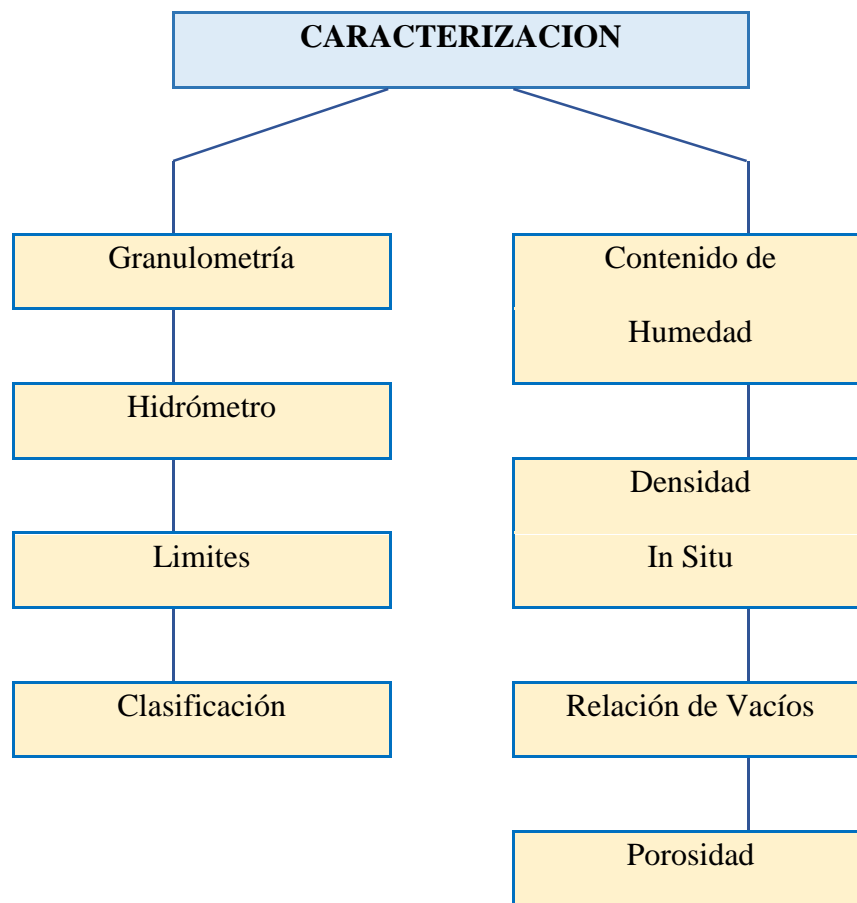 CARACTERIZACION
Granulometría
Hidrómetro
Limites
Clasificación
Contenido de
Humedad
Densidad
In Situ
Relación de Vacíos
Porosidad